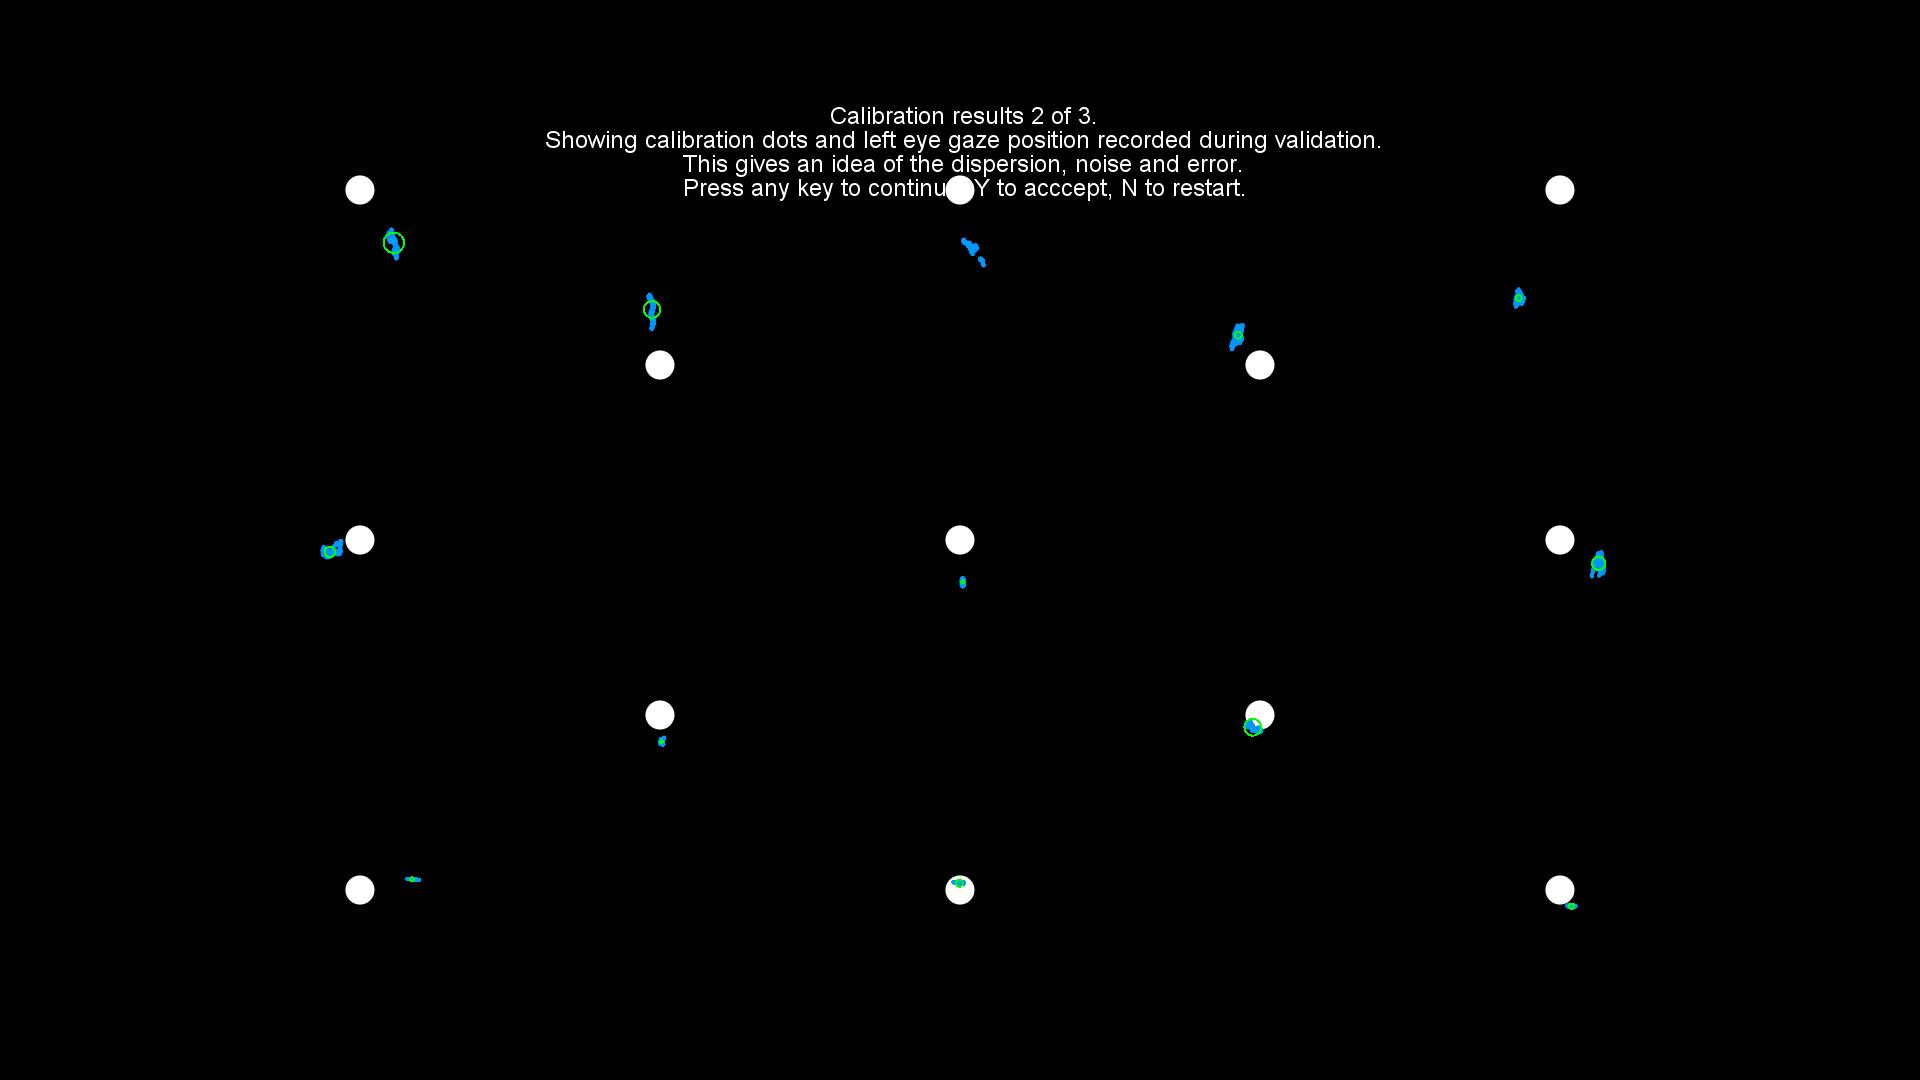 Calibration results 2 of 3.
Showing calibration dots and left eye gaze position recorded during validation.
This gives an idea of the dispersion, noise and error.
Press any key to continu Y to acccept, N to restart.